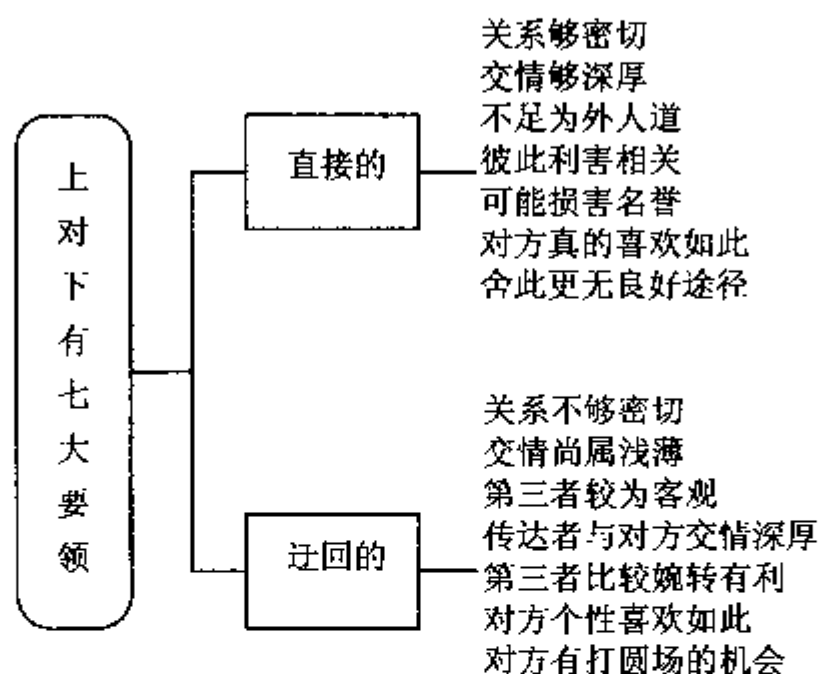 上对下有七大要领
直接的
关系够密切
交情够深厚
不足为外人道
彼此利害相关
可能损害名誉
对方真的喜欢如此
舍此更无良好途径
迂回的
关系不够密切
交情尚属浅薄
第三者较为客观
传达者与对方交情深厚
第三者比较婉转有利
对方个性喜欢如此
对方有打圆场的机会